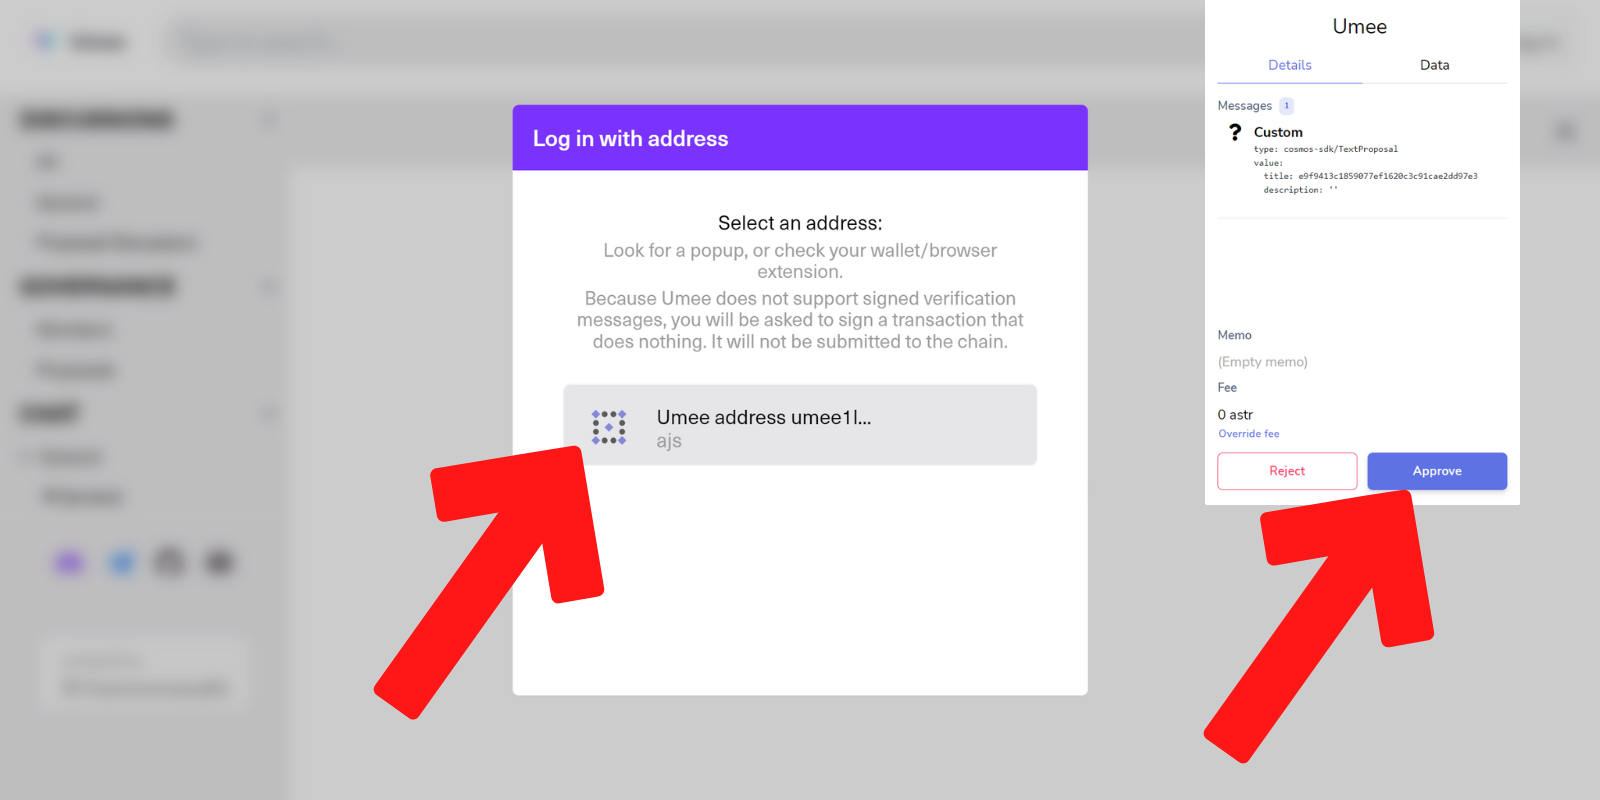 Log in with address
Select an address:
Look for a popup, or check your wallet/browser
extension.
Because Umee does not support signed verification
messages, you will be asked to sign a transaction that
does nothing. It will not be submitted to the chain.
Umee address umee1l...
ajs
Umee
Details Data
Messages 1
? Custom
type: cosmos-sdk/TextProposal
value:
title: e9f9413c1859077ef1620c3c91cae2dd97e3
description: ''
Memo
(Empty memo)
Fee
0 astr
Override fee
Reject Approve